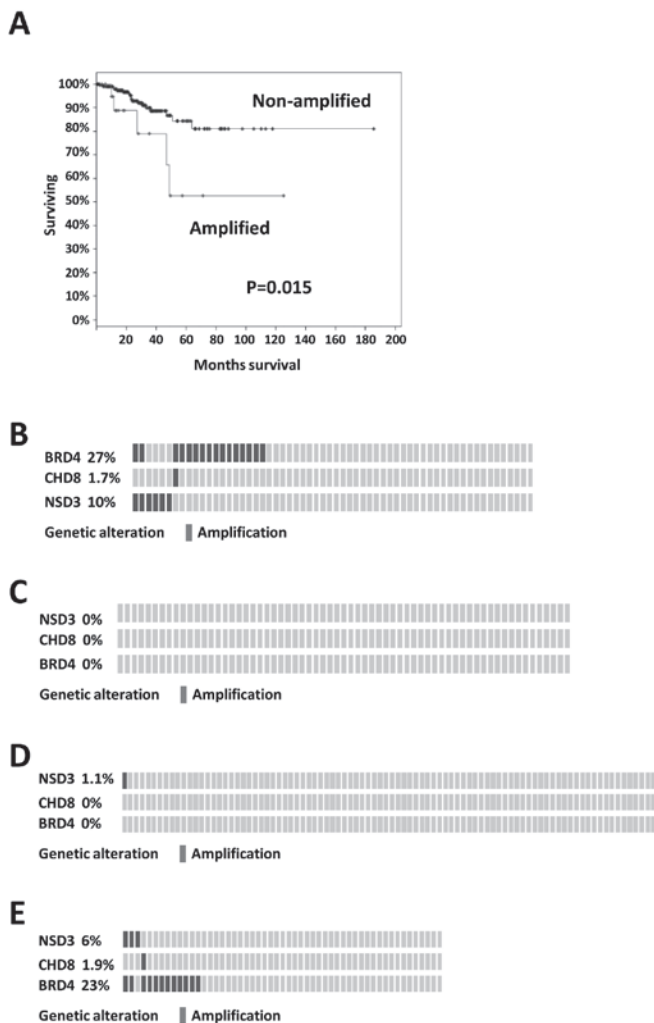 A
100%
90%
80%
70%
60%
50%
40%
30%
20%
10%
0%
Surviving
Non-amplified
Amplified
P=0.015
20 40 60 80 100 120 140 160 180 200
Months survival
B
BRD4 27%
CHD8 1.7%
NSD3 10%
Genetic alteration Amplification
C
NSD3 0%
CHD8 0%
BRD4 0%
Genetic alteration Amplification
D
NSD3 1.1%
CHD8 0%
BRD4 0%
Genetic alteration Amplification
E
NSD3 6%
CHD8 1.9%
BRD4 23%
Genetic alteration Amplification